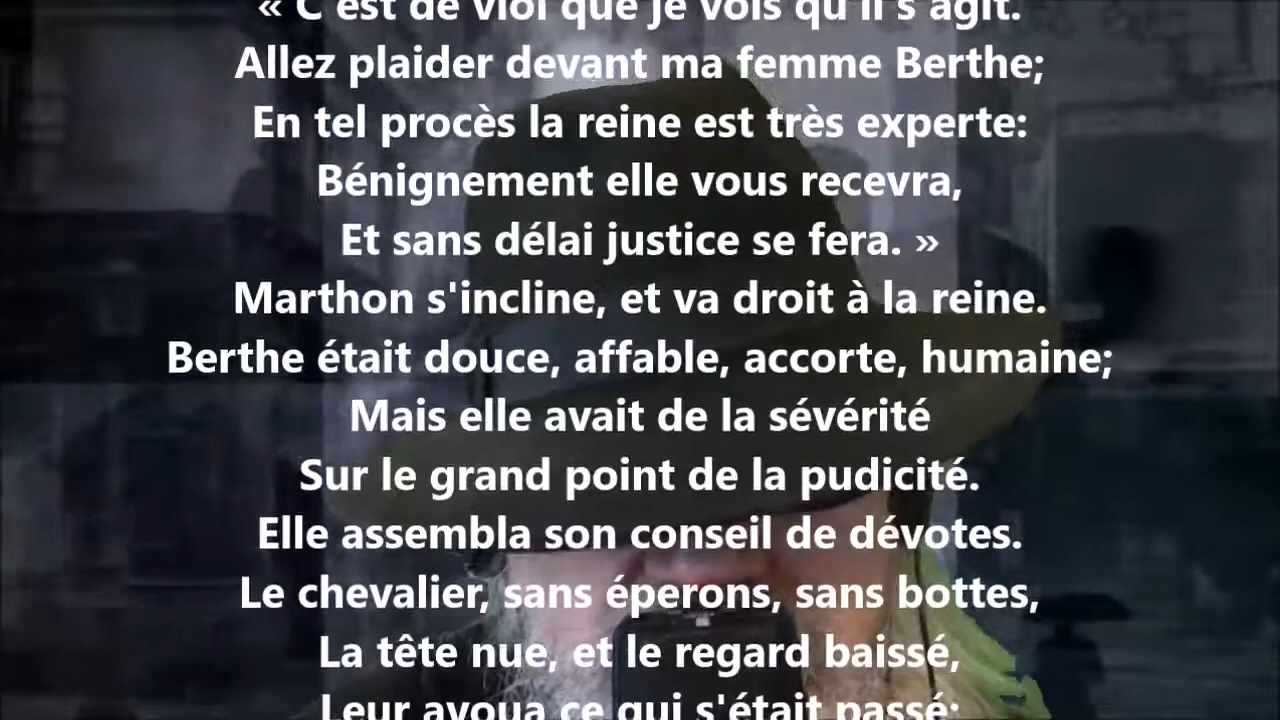 « C'est de viol que je vois qu'il s'agit.
Allez plaider devant ma femme Berthe;
En tel procès la reine est très experte:
Bénignement elle vous recevra,
Et sans délai justice se fera. »
Marthon s'incline, et va droit à la reine.
Berthe était douce, affable, accorte, humaine;
Mais elle avait de la sévérité
Sur le grand point de la pudicité.
Elle assembla son conseil de dévotes.
Le chevalier, sans éperons, sans bottes,
La tête nue, et le regard baissé,
Leur avoua ce qui s'était passé;